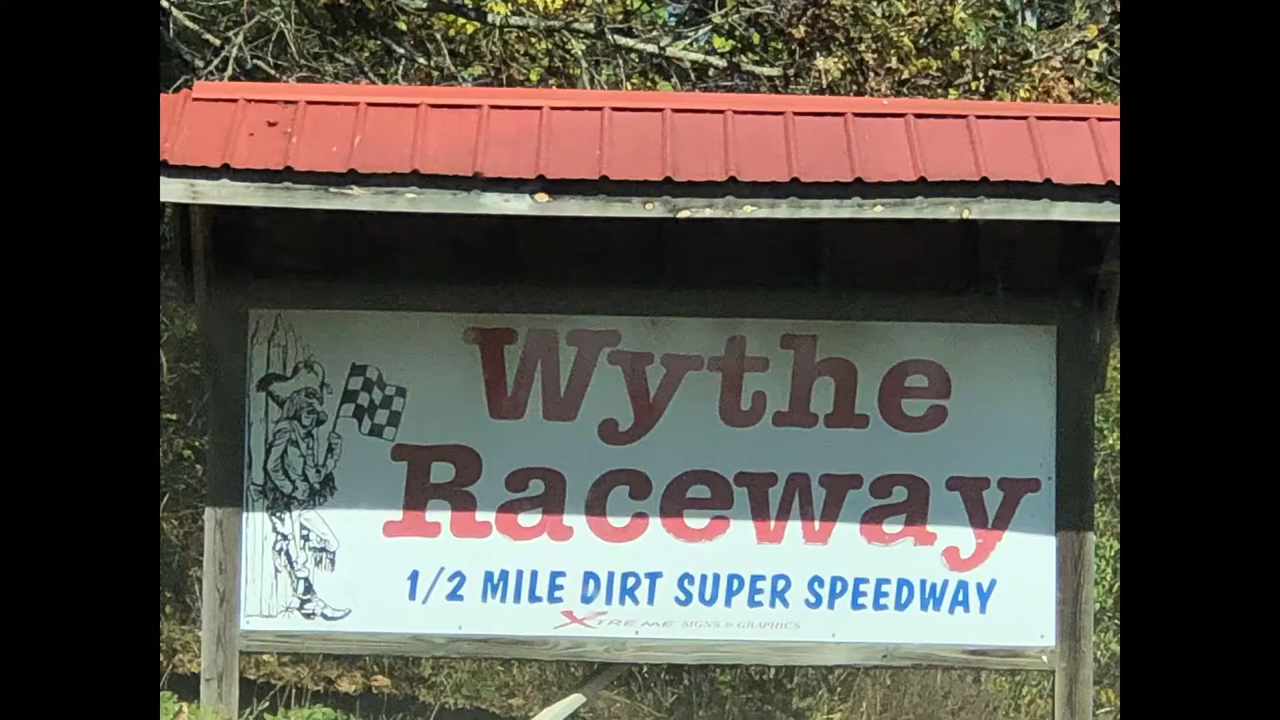 Wythe
Raceway
1/2 MILE DIRT SUPER SPEEDWAY
XTREME SIGNS & GRAPHICS